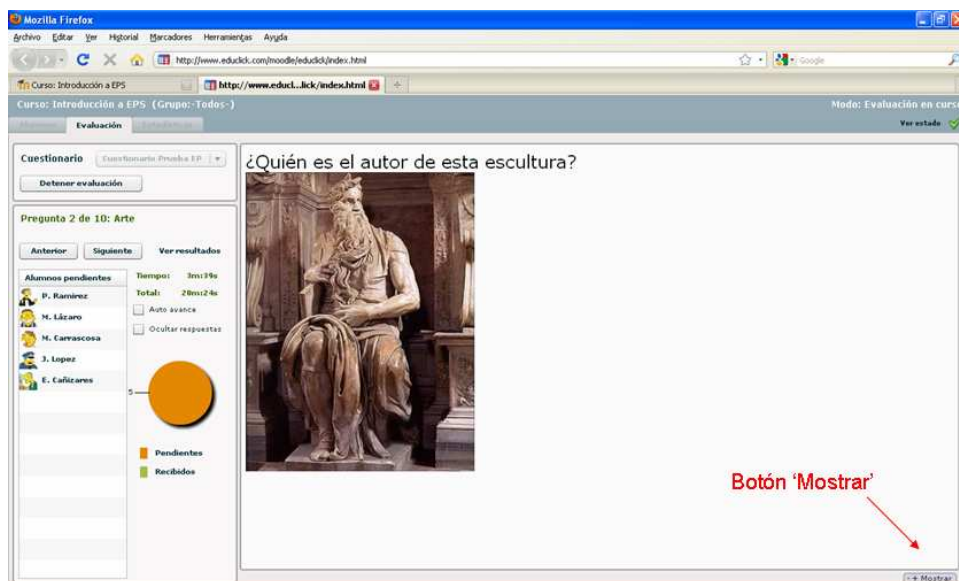 Mozilla Firefox
Archivo Editar Ver Historial Marcadores Herramientas Ayuda
http://www.educlick.com/moodle/educlick/index.html
Google
Curso: Introducción a EPS
http://www.educl...lick/index.html
Curso: Introducción a EPS (Grupo:-Todos-)
Modo: Evaluación en curso
Evaluación
Ver estado
Cuestionario
Cuestionario Prueba EP
Detener evaluación
Pregunta 2 de 10: Arte
Anterior Siguiente Ver resultados
Alumnos pendientes
P. Ramirez
M. Lázaro
M. Carrascosa
J. Lopez
E. Cañizares
Tiempo: 3m:39s
Total: 20m:24s
Auto avance
Ocultar respuestas
5
Pendientes
Recibidos
¿Quién es el autor de esta escultura?
Botón ‘Mostrar’
+ Mostrar